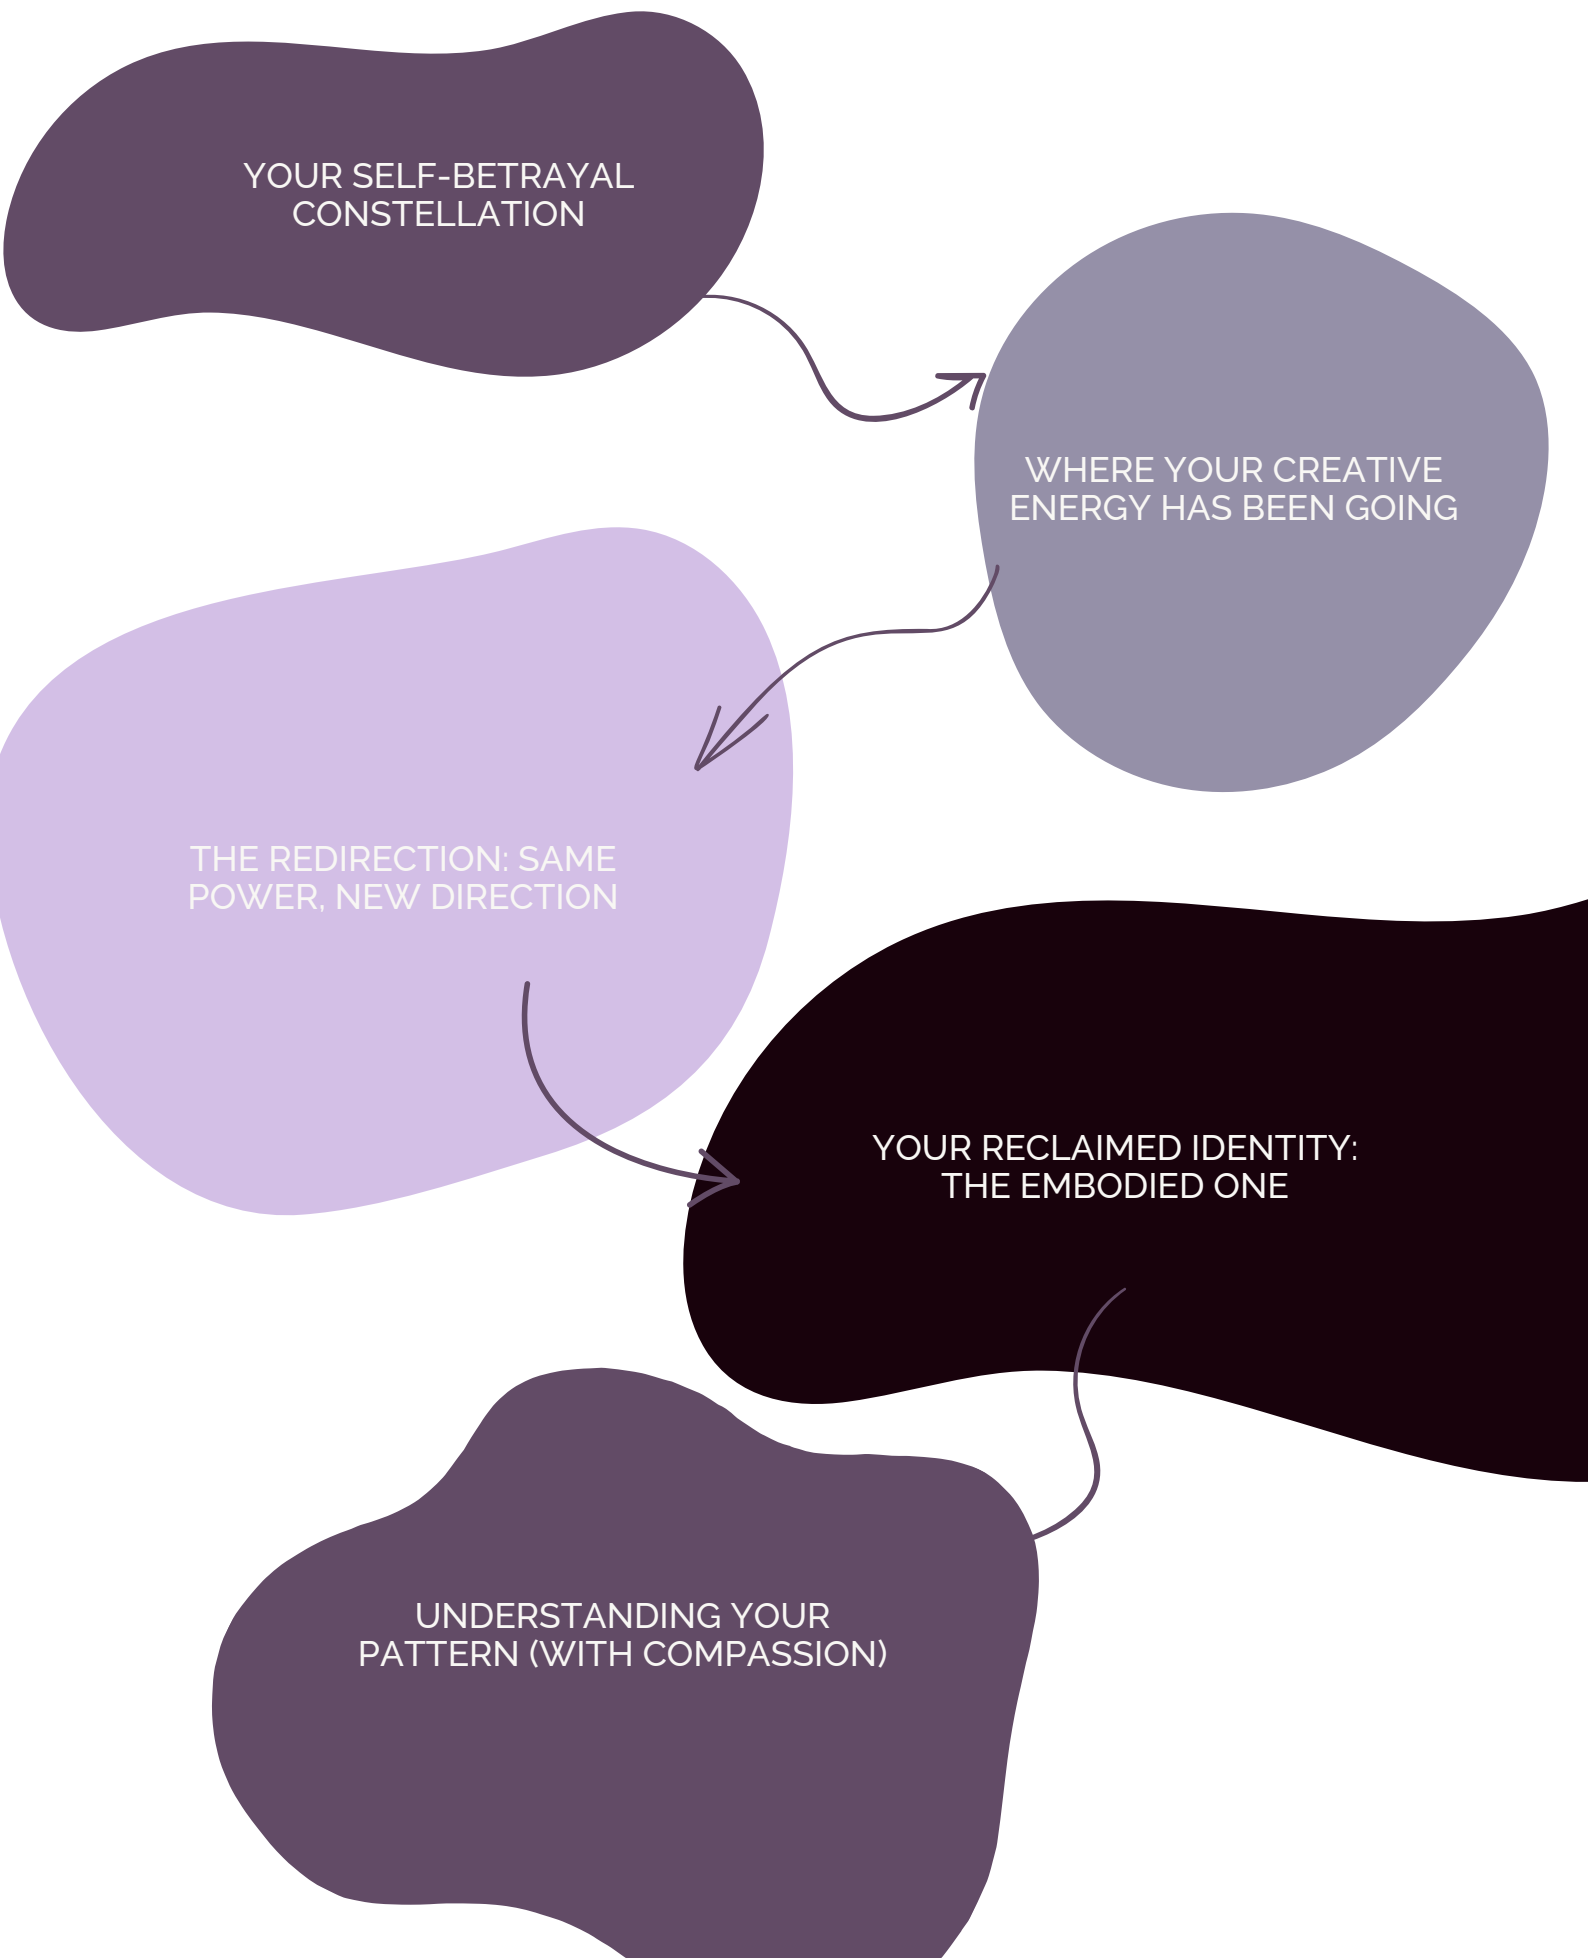 YOUR SELF-BETRAYAL
CONSTELLATION
WHERE YOUR CREATIVE
ENERGY HAS BEEN GOING
THE REDIRECTION: SAME
POWER, NEW DIRECTION
YOUR RECLAIMED IDENTITY:
THE EMBODIED ONE
UNDERSTANDING YOUR
PATTERN (WITH COMPASSION)